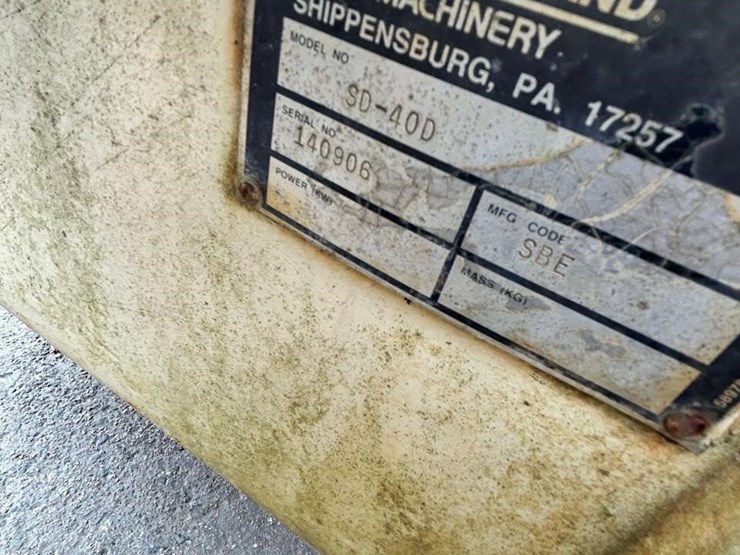 MACHINERY
SHIPPENSBURG, PA. 17257
MODEL NO
SD-40D
SERIAL NO
140906
MFG CODE
SBE
POWER (KW)
MASS (KG)